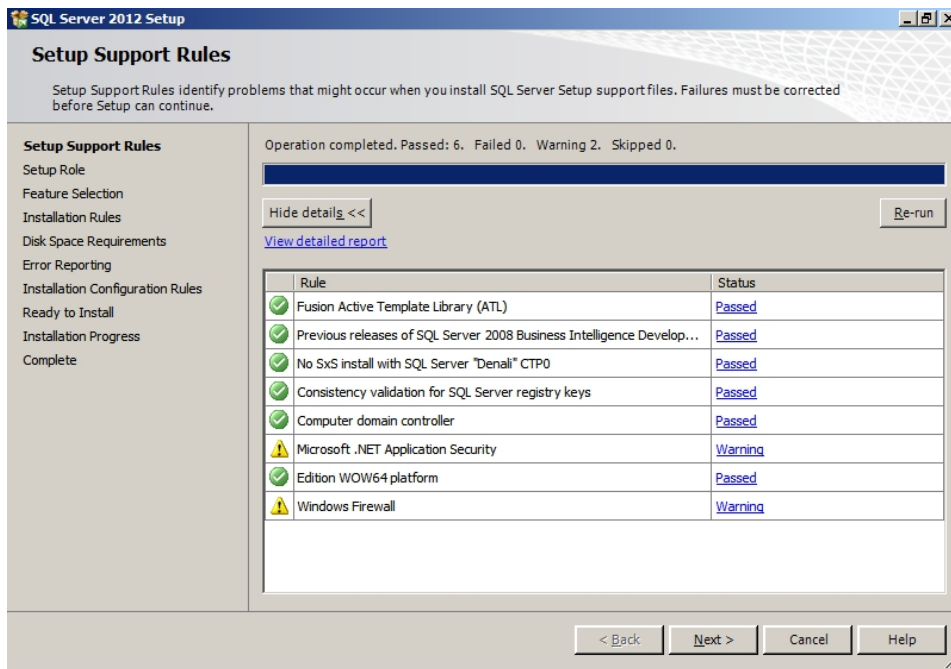 SQL Server 2012 Setup
Setup Support Rules
Setup Support Rules identify problems that might occur when you install SQL Server Setup support files. Failures must be corrected
before Setup can continue.
Setup Support Rules
Setup Role
Feature Selection
Installation Rules
Disk Space Requirements
Error Reporting
Installation Configuration Rules
Ready to Install
Installation Progress
Complete
Operation completed. Passed: 6. Failed 0. Warning 2. Skipped 0.
Hide details <<
Re-run
View detailed report
Rule Status
Fusion Active Template Library (ATL) Passed
Previous releases of SQL Server 2008 Business Intelligence Develop... Passed
No SxS install with SQL Server "Denali" CTP0 Passed
Consistency validation for SQL Server registry keys Passed
Computer domain controller Passed
Microsoft .NET Application Security Warning
Edition WOW64 platform Passed
Windows Firewall Warning
< Back Next > Cancel Help